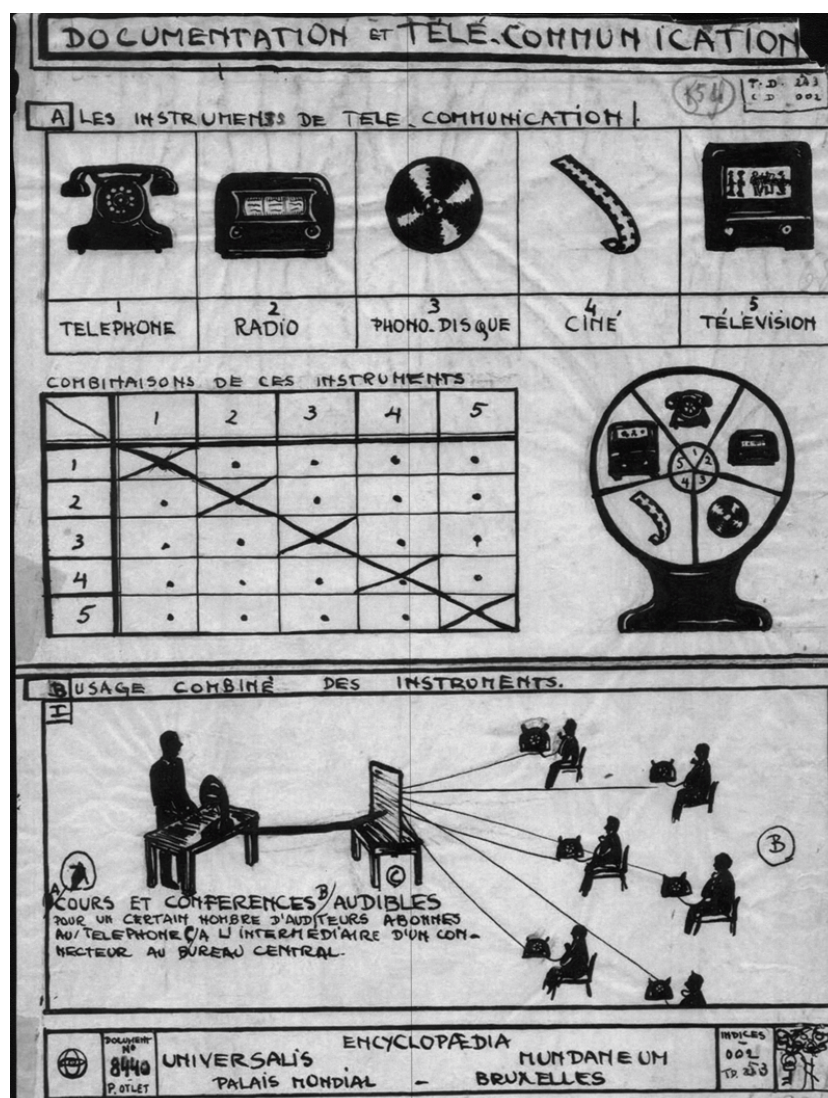 DOCUMENTATION ET TÉLÉ-COMMUNICATION
T.D. 253
C D 002
A LES INSTRUMENTS DE TELE-COMMUNICATION
1 2 3 4 5
TELEPHONE RADIO PHONO-DISQUE CINÉ TÉLÉVISION
COMBINAISONS DE CES INSTRUMENTS
1 2 3 4 5
1
2
3
4
5
1
5 2
4 3
B USAGE COMBINÉ DES INSTRUMENTS.
I
B
C
A
COURS ET CONFERENCES B/AUDIBLES
POUR UN CERTAIN NOMBRE D'AUDITEURS ABONNES
AU TELEPHONE C/A L'INTERMÉDIAIRE D'UN CON-
NECTEUR AU BUREAU CENTRAL.
DOCUMENT
Nº
8440
P. OTLET
ENCYCLOPÆDIA
UNIVERSALIS MUNDANEUM
PALAIS MONDIAL - BRUXELLES
INDICES
002
TD. 253